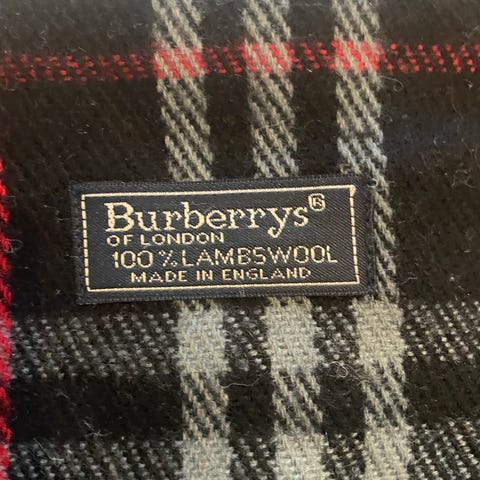 Burberrys®
OF LONDON
100% LAMBSWOOL
MADE IN ENGLAND